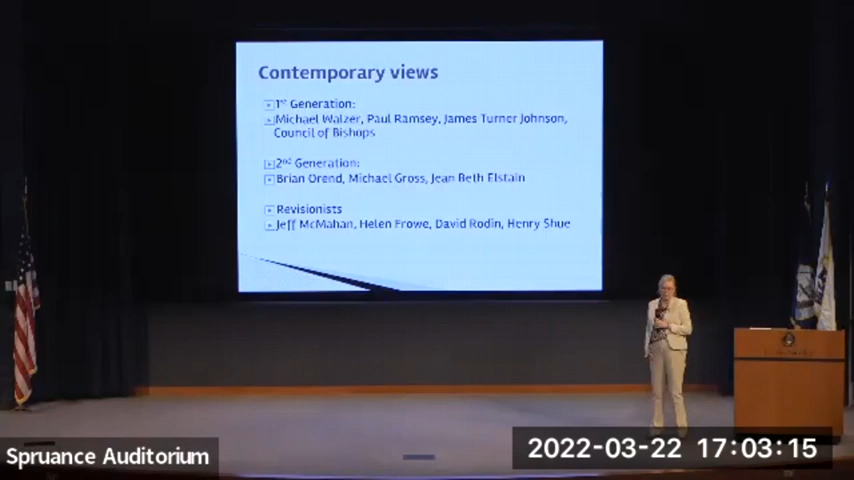 Contemporary views
1st Generation:
Michael Walzer, Paul Ramsey, James Turner Johnson,
Council of Bishops
2nd Generation:
Brian Orend, Michael Gross, Jean Beth Elstain
Revisionists
Jeff McMahan, Helen Frowe, David Rodin, Henry Shue
Spruance Auditorium
2022-03-22 17:03:15